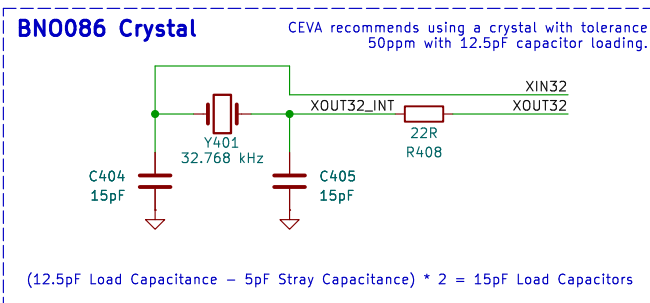 BNO086 Crystal
CEVA recommends using a crystal with tolerance
50ppm with 12.5pF capacitor loading.
XIN32
XOUT32_INT
XOUT32
Y401
32.768 kHz
22R
R408
C404
15pF
C405
15pF
(12.5pF Load Capacitance - 5pF Stray Capacitance) * 2 = 15pF Load Capacitors